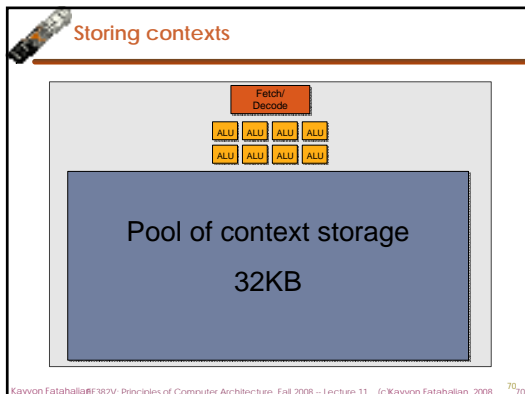 Storing contexts
Fetch/
Decode
ALU ALU ALU ALU
ALU ALU ALU ALU
Pool of context storage
32KB
Kayvon Fatahalian EE382V: Principles of Computer Architecture, Fall 2008 -- Lecture 11 (c) Kayvon Fatahalian, 2008 70 70